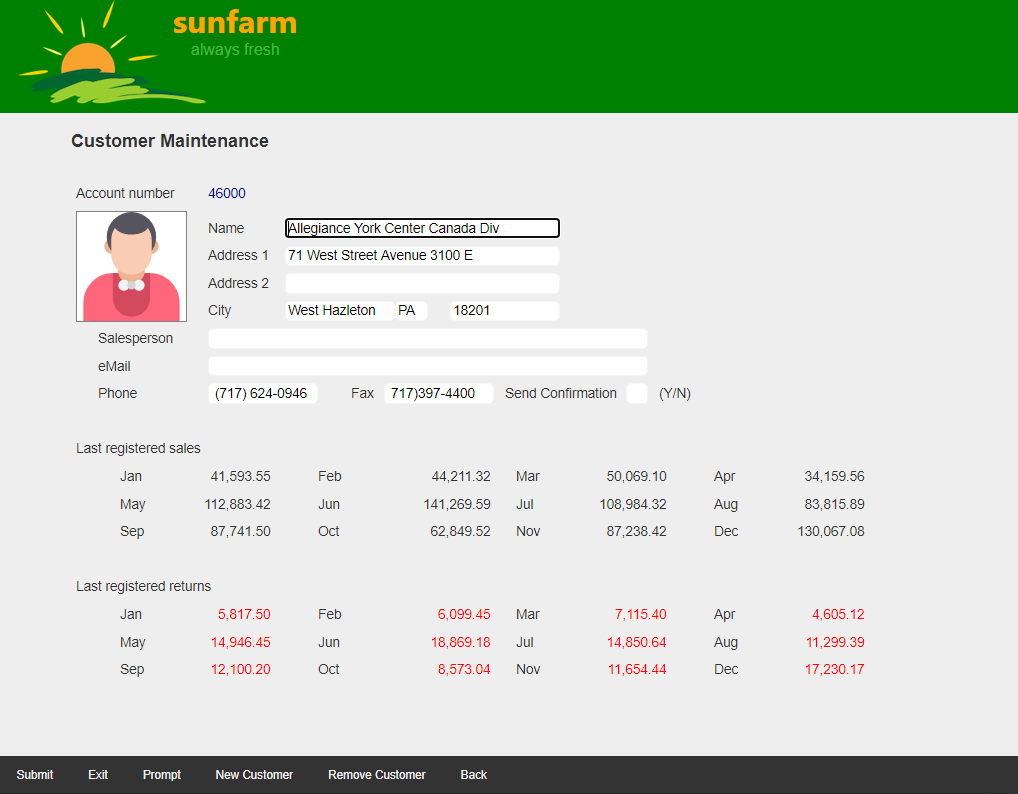 sunfarm
always fresh
Customer Maintenance
Account number 46000
Name Allegiance York Center Canada Div
Address 1 71 West Street Avenue 3100 E
Address 2
City West Hazleton PA 18201
Salesperson
eMail
Phone (717) 624-0946 Fax 717)397-4400 Send Confirmation (Y/N)
Last registered sales
Jan 41,593.55 Feb 44,211.32 Mar 50,069.10 Apr 34,159.56
May 112,883.42 Jun 141,269.59 Jul 108,984.32 Aug 83,815.89
Sep 87,741.50 Oct 62,849.52 Nov 87,238.42 Dec 130,067.08
Last registered returns
Jan 5,817.50 Feb 6,099.45 Mar 7,115.40 Apr 4,605.12
May 14,946.45 Jun 18,869.18 Jul 14,850.64 Aug 11,299.39
Sep 12,100.20 Oct 8,573.04 Nov 11,654.44 Dec 17,230.17
Submit Exit Prompt New Customer Remove Customer Back